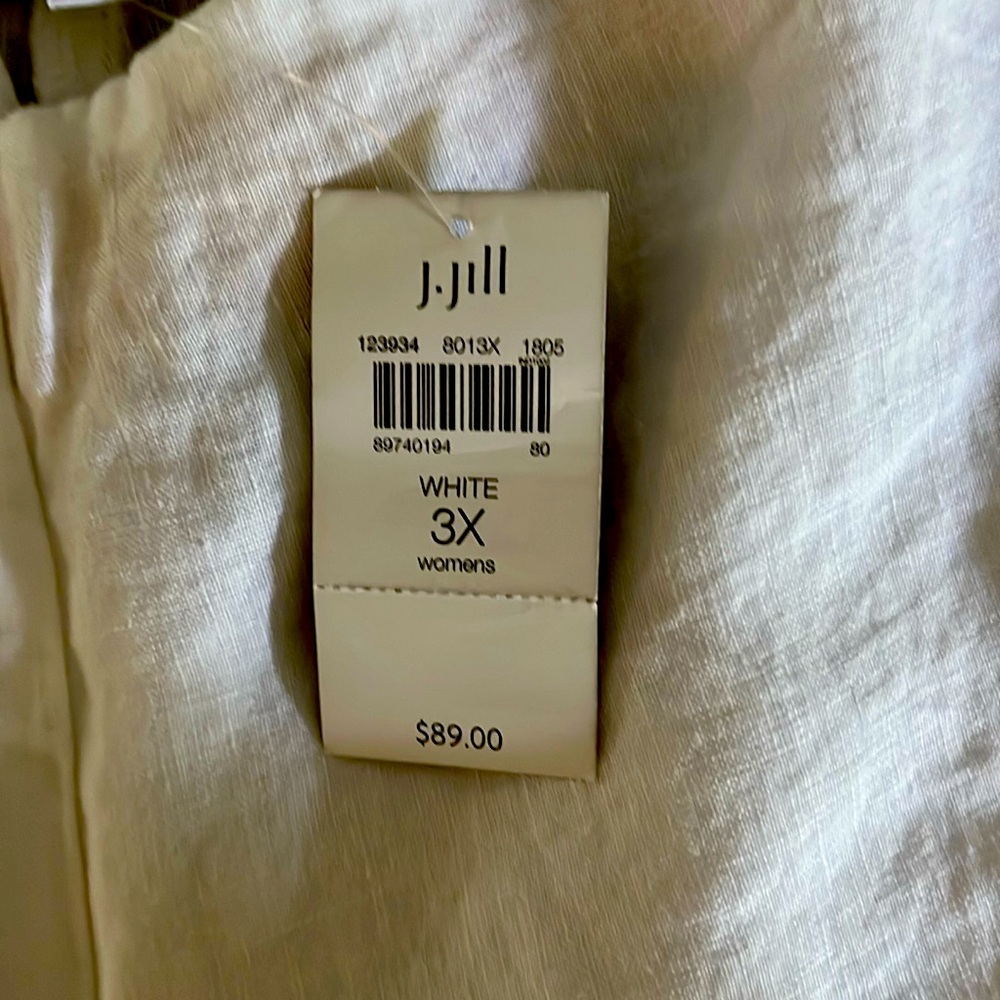 J.Jill
123934 8013X 1805
89740194 80
WHITE
3X
womens
$89.00